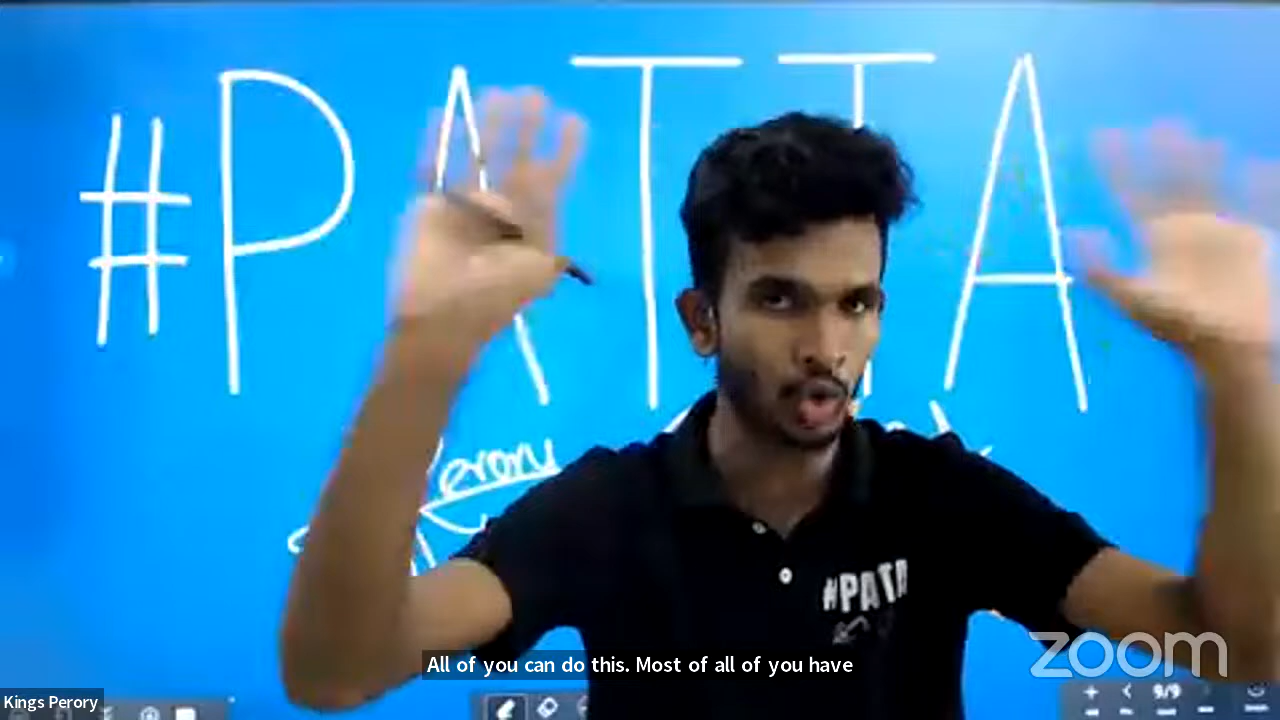 #PATTA
Perory
#PATTA
All of you can do this. Most of all of you have
zoom
Kings Perory
9/9